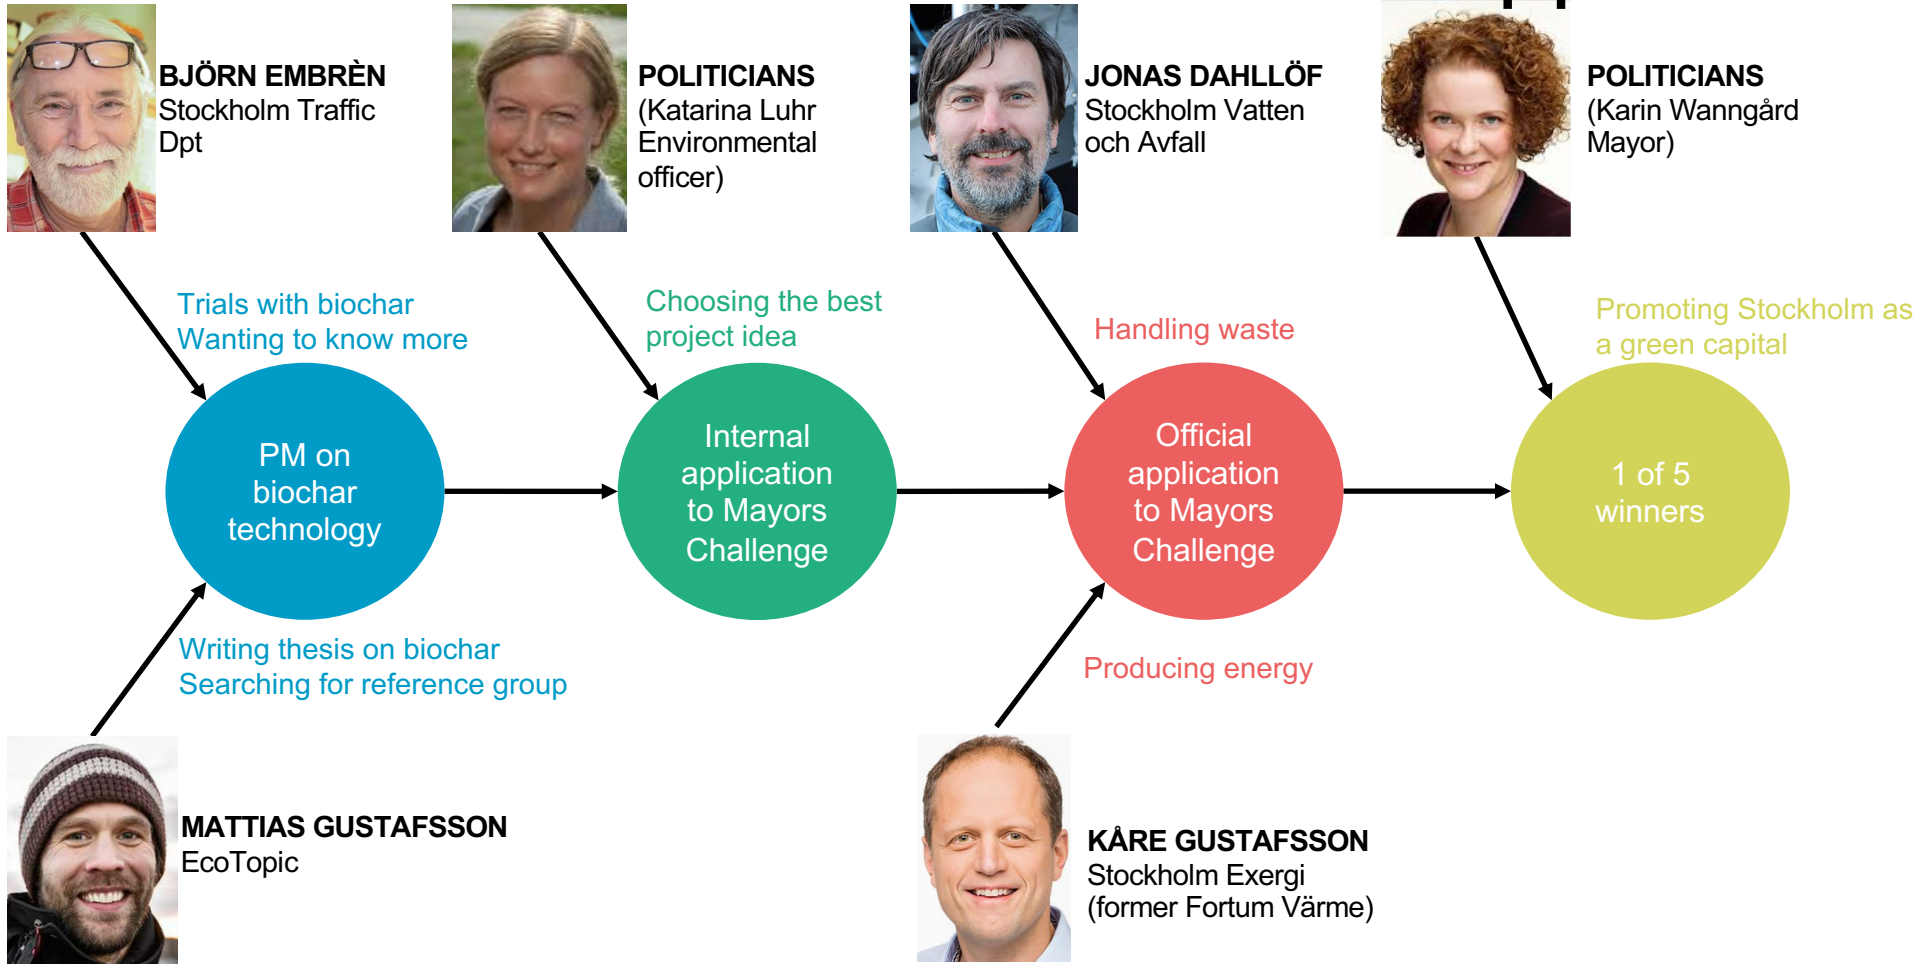 BJÖRN EMBRÈN
Stockholm Traffic
Dpt
POLITICIANS
(Katarina Luhr
Environmental
officer)
JONAS DAHLLÖF
Stockholm Vatten
och Avfall
POLITICIANS
(Karin Wanngård
Mayor)
Trials with biochar
Wanting to know more
Choosing the best
project idea
Handling waste
Promoting Stockholm as
a green capital
PM on
biochar
technology
Internal
application
to Mayors
Challenge
Official
application
to Mayors
Challenge
1 of 5
winners
Writing thesis on biochar
Searching for reference group
Producing energy
MATTIAS GUSTAFSSON
EcoTopic
KÅRE GUSTAFSSON
Stockholm Exergi
(former Fortum Värme)